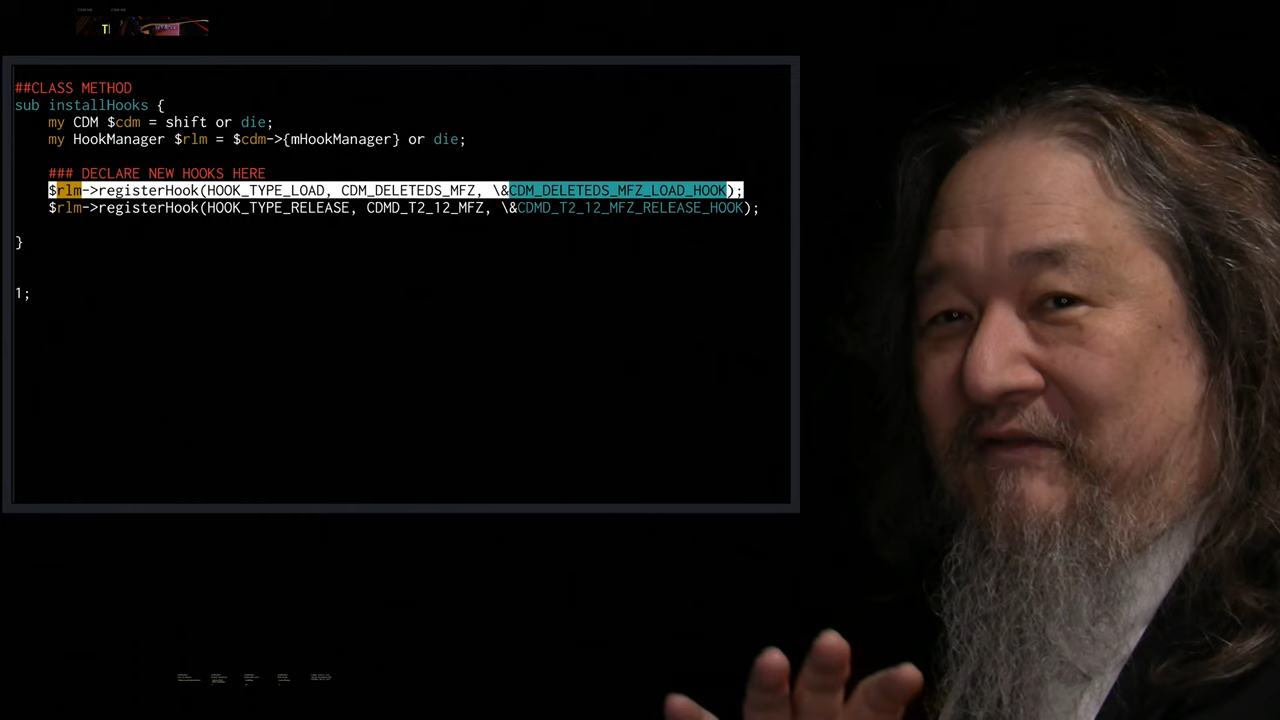 ##CLASS METHOD
sub installHooks {
my CDM $cdm = shift or die;
my HookManager $rlm = $cdm->{mHookManager} or die;
### DECLARE NEW HOOKS HERE
$rlm->registerHook(HOOK_TYPE_LOAD, CDM_DELETEDS_MFZ, \&CDM_DELETEDS_MFZ_LOAD_HOOK);
$rlm->registerHook(HOOK_TYPE_RELEASE, CDMD_T2_12_MFZ, \&CDMD_T2_12_MFZ_RELEASE_HOOK);
}
1;